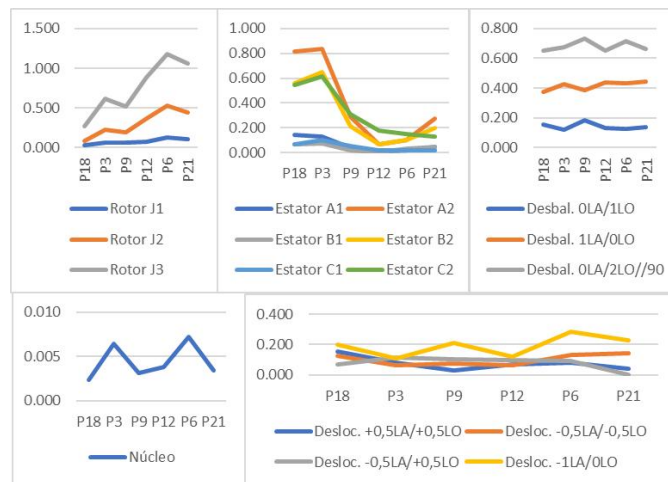 1.500
1.000
0.500
0.000
P18 P3 P9 P12 P6 P21
Rotor J1
Rotor J2
Rotor J3
1.000
0.800
0.600
0.400
0.200
0.000
P18 P3 P9 P12 P6 P21
Estator A1 Estator A2
Estator B1 Estator B2
Estator C1 Estator C2
0.800
0.600
0.400
0.200
0.000
P18 P3 P9 P12 P6 P21
Desbal. 0LA/1LO
Desbal. 1LA/0LO
Desbal. 0LA/2LO//90
0.010
0.005
0.000
P18 P3 P9 P12 P6 P21
Núcleo
0.400
0.200
0.000
P18 P3 P9 P12 P6 P21
Desloc. +0,5LA/+0,5LO Desloc. -0,5LA/-0,5LO
Desloc. -0,5LA/+0,5LO Desloc. -1LA/0LO